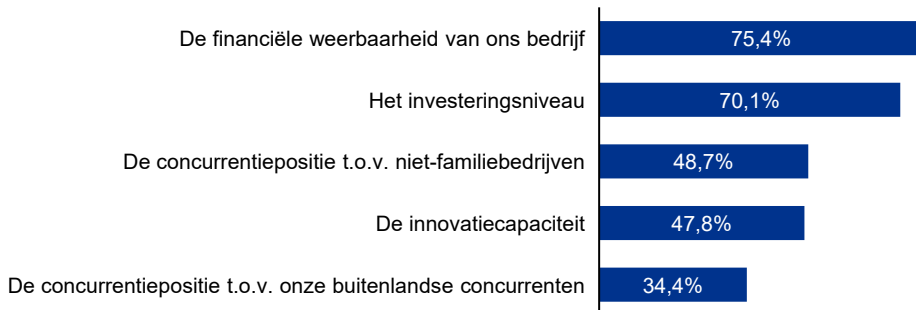 De financiële weerbaarheid van ons bedrijf 75,4%
Het investeringsniveau 70,1%
De concurrentiepositie t.o.v. niet-familiebedrijven 48,7%
De innovatiecapaciteit 47,8%
De concurrentiepositie t.o.v. onze buitenlandse concurrenten 34,4%